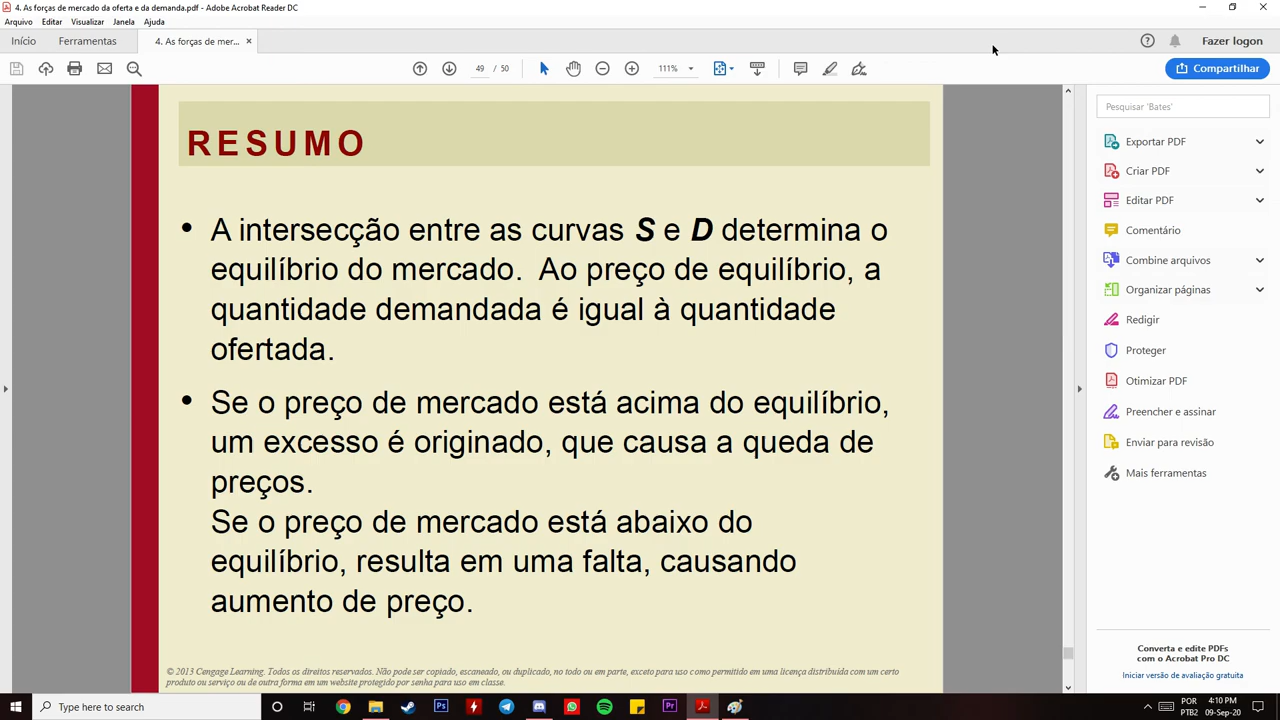 4. As forças de mercado da oferta e da demanda.pdf - Adobe Acrobat Reader DC
Arquivo Editar Visualizar Janela Ajuda
Início Ferramentas 4. As forças de mer... × Fazer logon
49 / 50 111% Compartilhar
RESUMO
• A intersecção entre as curvas S e D determina o
equilíbrio do mercado. Ao preço de equilíbrio, a
quantidade demandada é igual à quantidade
ofertada.
• Se o preço de mercado está acima do equilíbrio,
um excesso é originado, que causa a queda de
preços.
Se o preço de mercado está abaixo do
equilíbrio, resulta em uma falta, causando
aumento de preço.
© 2013 Cengage Learning. Todos os direitos reservados. Não pode ser copiado, escaneado, ou duplicado, no todo ou em parte, exceto para uso como permitido em uma licença distribuída com um certo
produto ou serviço ou de outra forma em um website protegido por senha para uso em classe.
Pesquisar 'Bates'
Exportar PDF
Criar PDF
Editar PDF
Comentário
Combine arquivos
Organizar páginas
Redigir
Proteger
Otimizar PDF
Preencher e assinar
Enviar para revisão
Mais ferramentas
Converta e edite PDFs
com o Acrobat Pro DC
Iniciar versão de avaliação gratuita
Type here to search
POR
PTB2
4:10 PM
09-Sep-20